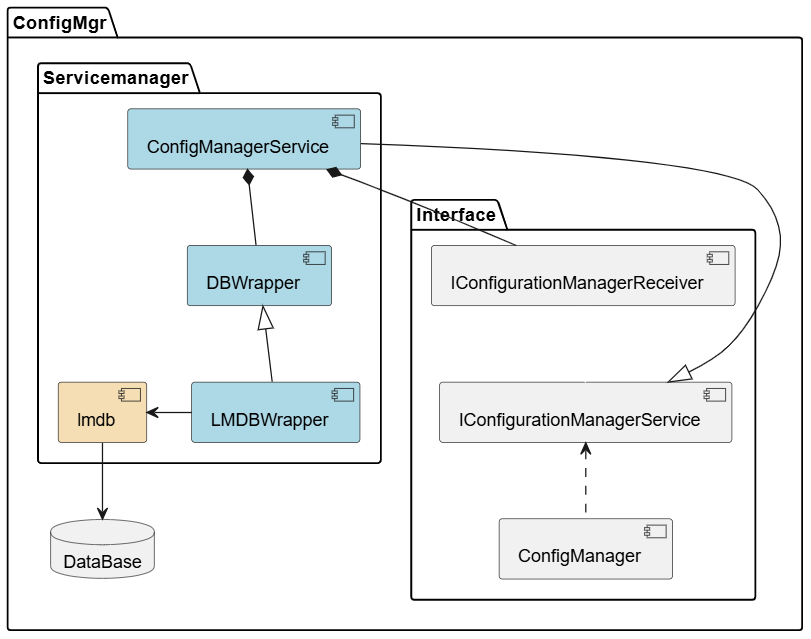 ConfigMgr
Servicemanager
ConfigManagerService
Interface
DBWrapper
IConfigurationManagerReceiver
lmdb
LMDBWrapper
IConfigurationManagerService
DataBase
ConfigManager